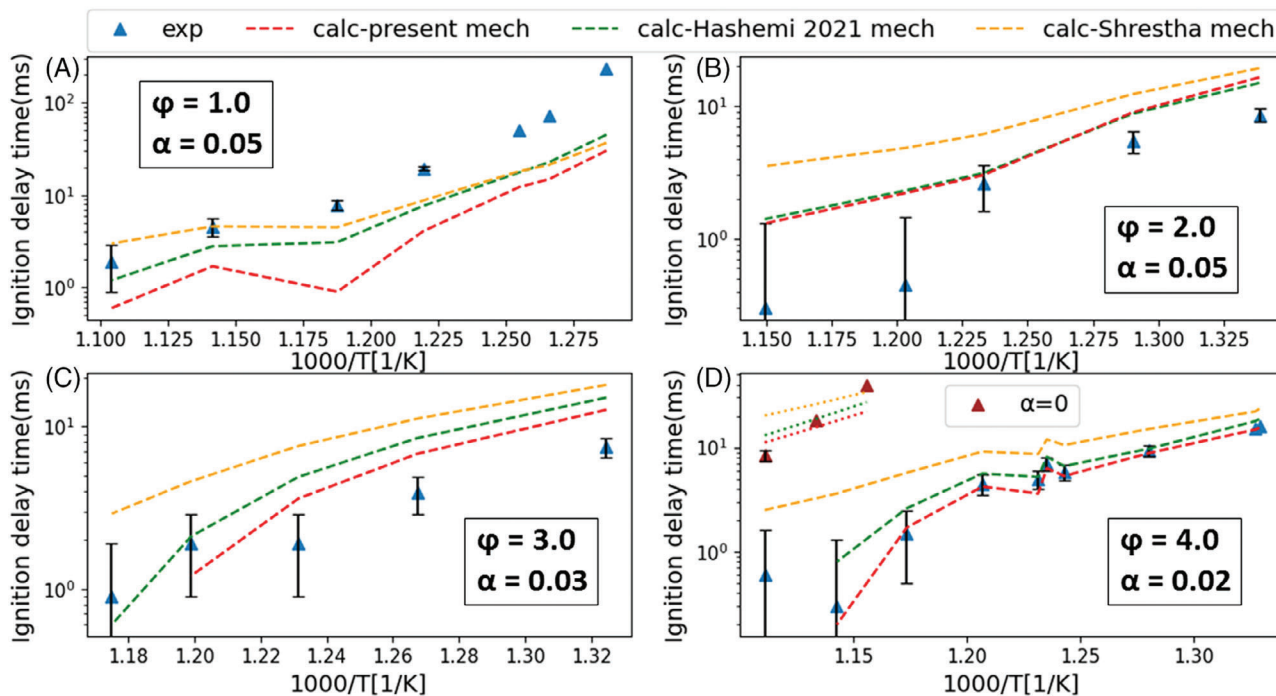 exp calc-present mech calc-Hashemi 2021 mech calc-Shrestha mech
(A)
Ignition delay time(ms)
10²
10¹
10⁰
φ = 1.0
α = 0.05
1.100 1.125 1.150 1.175 1.200 1.225 1.250 1.275
1000/T[1/K]
(B)
Ignition delay time(ms)
10¹
10⁰
φ = 2.0
α = 0.05
1.150 1.175 1.200 1.225 1.250 1.275 1.300 1.325
1000/T[1/K]
(C)
Ignition delay time(ms)
10¹
10⁰
φ = 3.0
α = 0.03
1.18 1.20 1.22 1.24 1.26 1.28 1.30 1.32
1000/T[1/K]
(D)
Ignition delay time(ms)
10¹
10⁰
α=0
φ = 4.0
α = 0.02
1.15 1.20 1.25 1.30
1000/T[1/K]